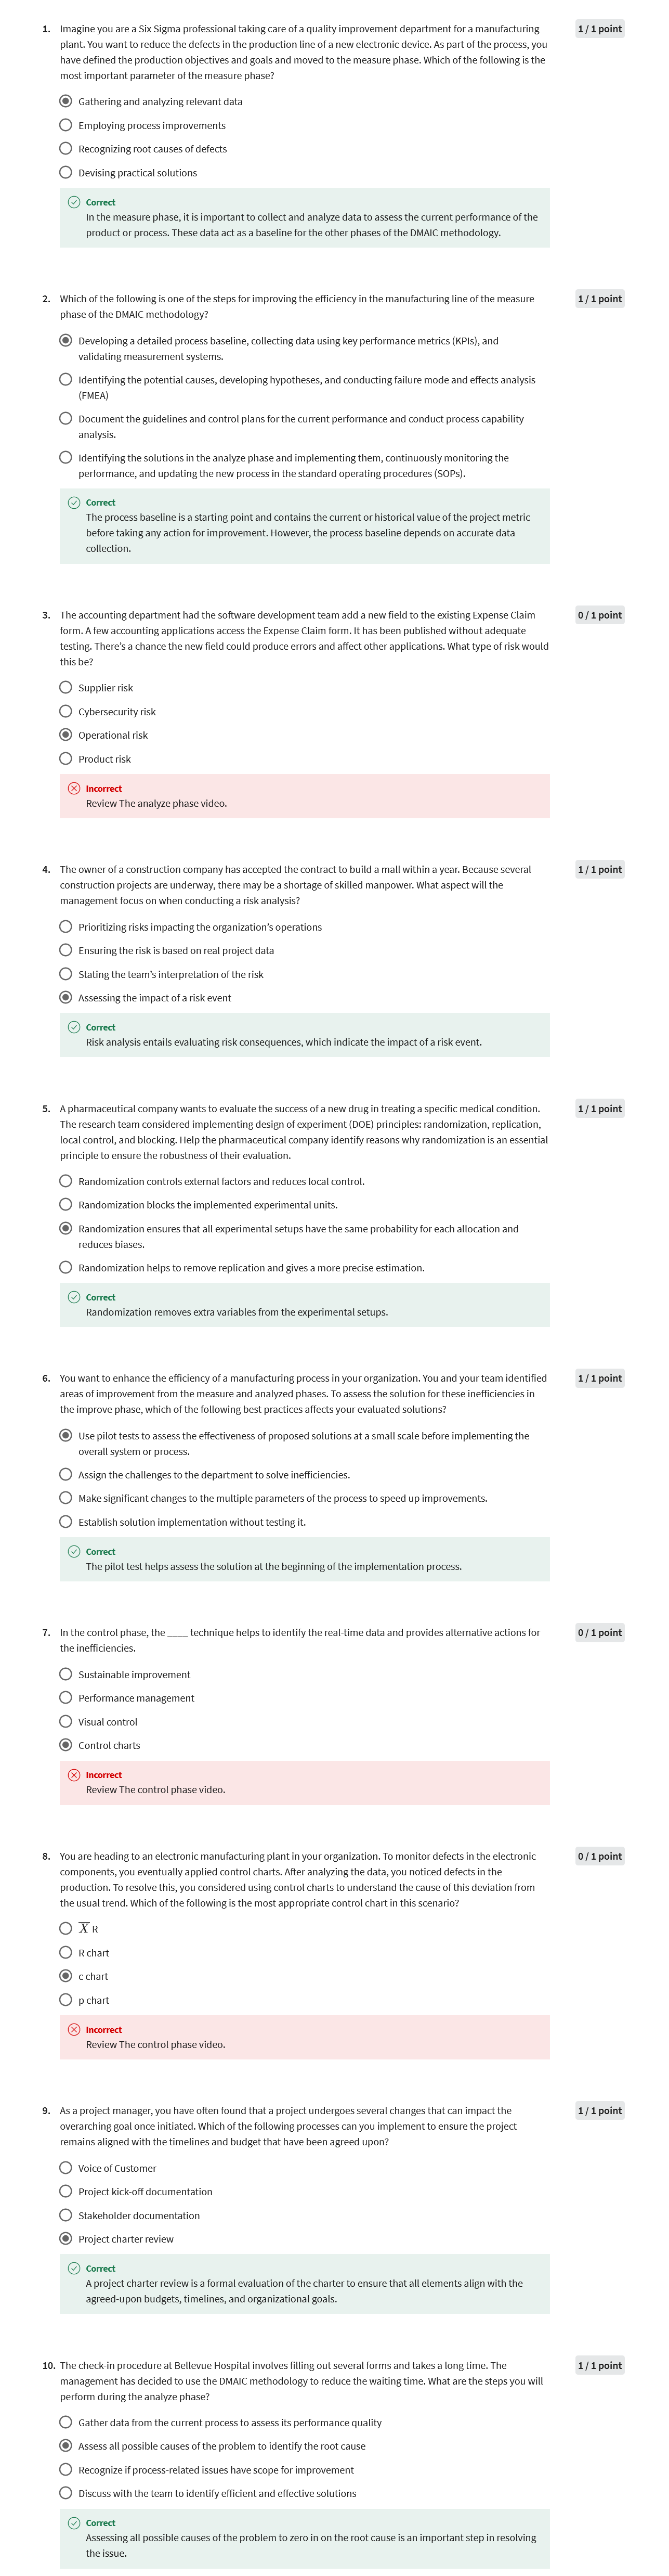 1. Imagine you are a Six Sigma professional taking care of a quality improvement department for a manufacturing
1 / 1 point
plant. You want to reduce the defects in the production line of a new electronic device. As part of the process, you
have defined the production objectives and goals and moved to the measure phase. Which of the following is the
most important parameter of the measure phase?
Gathering and analyzing relevant data
Employing process improvements
Recognizing root causes of defects
Devising practical solutions
Correct
In the measure phase, it is important to collect and analyze data to assess the current performance of the
product or process. These data act as a baseline for the other phases of the DMAIC methodology.
2. Which of the following is one of the steps for improving the efficiency in the manufacturing line of the measure
1 / 1 point
phase of the DMAIC methodology?
Developing a detailed process baseline, collecting data using key performance metrics (KPIs), and
validating measurement systems.
Identifying the potential causes, developing hypotheses, and conducting failure mode and effects analysis
(FMEA)
Document the guidelines and control plans for the current performance and conduct process capability
analysis.
Identifying the solutions in the analyze phase and implementing them, continuously monitoring the
performance, and updating the new process in the standard operating procedures (SOPs).
Correct
The process baseline is a starting point and contains the current or historical value of the project metric
before taking any action for improvement. However, the process baseline depends on accurate data
collection.
3. The accounting department had the software development team add a new field to the existing Expense Claim
0 / 1 point
form. A few accounting applications access the Expense Claim form. It has been published without adequate
testing. There's a chance the new field could produce errors and affect other applications. What type of risk would
this be?
Supplier risk
Cybersecurity risk
Operational risk
Product risk
Incorrect
Review The analyze phase video.
4. The owner of a construction company has accepted the contract to build a mall within a year. Because several
1 / 1 point
construction projects are underway, there may be a shortage of skilled manpower. What aspect will the
management focus on when conducting a risk analysis?
Prioritizing risks impacting the organization's operations
Ensuring the risk is based on real project data
Stating the team's interpretation of the risk
Assessing the impact of a risk event
Correct
Risk analysis entails evaluating risk consequences, which indicate the impact of a risk event.
5. A pharmaceutical company wants to evaluate the success of a new drug in treating a specific medical condition.
1 / 1 point
The research team considered implementing design of experiment (DOE) principles: randomization, replication,
local control, and blocking. Help the pharmaceutical company identify reasons why randomization is an essential
principle to ensure the robustness of their evaluation.
Randomization controls external factors and reduces local control.
Randomization blocks the implemented experimental units.
Randomization ensures that all experimental setups have the same probability for each allocation and
reduces biases.
Randomization helps to remove replication and gives a more precise estimation.
Correct
Randomization removes extra variables from the experimental setups.
6. You want to enhance the efficiency of a manufacturing process in your organization. You and your team identified
1 / 1 point
areas of improvement from the measure and analyzed phases. To assess the solution for these inefficiencies in
the improve phase, which of the following best practices affects your evaluated solutions?
Use pilot tests to assess the effectiveness of proposed solutions at a small scale before implementing the
overall system or process.
Assign the challenges to the department to solve inefficiencies.
Make significant changes to the multiple parameters of the process to speed up improvements.
Establish solution implementation without testing it.
Correct
The pilot test helps assess the solution at the beginning of the implementation process.
7. In the control phase, the ____ technique helps to identify the real-time data and provides alternative actions for
0 / 1 point
the inefficiencies.
Sustainable improvement
Performance management
Visual control
Control charts
Incorrect
Review The control phase video.
8. You are heading to an electronic manufacturing plant in your organization. To monitor defects in the electronic
0 / 1 point
components, you eventually applied control charts. After analyzing the data, you noticed defects in the
production. To resolve this, you considered using control charts to understand the cause of this deviation from
the usual trend. Which of the following is the most appropriate control chart in this scenario?
X̅ R
R chart
c chart
p chart
Incorrect
Review The control phase video.
9. As a project manager, you have often found that a project undergoes several changes that can impact the
1 / 1 point
overarching goal once initiated. Which of the following processes can you implement to ensure the project
remains aligned with the timelines and budget that have been agreed upon?
Voice of Customer
Project kick-off documentation
Stakeholder documentation
Project charter review
Correct
A project charter review is a formal evaluation of the charter to ensure that all elements align with the
agreed-upon budgets, timelines, and organizational goals.
10. The check-in procedure at Bellevue Hospital involves filling out several forms and takes a long time. The
1 / 1 point
management has decided to use the DMAIC methodology to reduce the waiting time. What are the steps you will
perform during the analyze phase?
Gather data from the current process to assess its performance quality
Assess all possible causes of the problem to identify the root cause
Recognize if process-related issues have scope for improvement
Discuss with the team to identify efficient and effective solutions
Correct
Assessing all possible causes of the problem to zero in on the root cause is an important step in resolving
the issue.